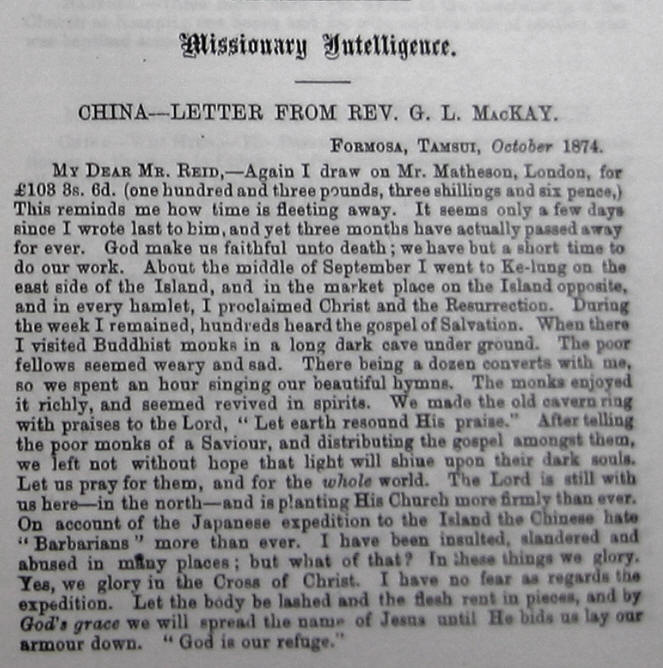 Missionary Intelligence.
CHINA—LETTER FROM REV. G. L. MACKAY.
FORMOSA, TAMSUI, October 1874.
MY DEAR MR. REID,—Again I draw on Mr. Matheson, London, for
£103 3s. 6d. (one hundred and three pounds, three shillings and six pence,)
This reminds me how time is fleeting away. It seems only a few days
since I wrote last to him, and yet three months have actually passed away
for ever. God make us faithful unto death; we have but a short time to
do our work. About the middle of September I went to Ke-lung on the
east side of the Island, and in the market place on the Island opposite,
and in every hamlet, I proclaimed Christ and the Resurrection. During
the week I remained, hundreds heard the gospel of Salvation. When there
I visited Buddhist monks in a long dark cave under ground. The poor
fellows seemed weary and sad. There being a dozen converts with me,
so we spent an hour singing our beautiful hymns. The monks enjoyed
it richly, and seemed revived in spirits. We made the old cavern ring
with praises to the Lord, "Let earth resound His praise." After telling
the poor monks of a Saviour, and distributing the gospel amongst them,
we left not without hope that light will shine upon their dark souls.
Let us pray for them, and for the whole world. The Lord is still with
us here—in the north—and is planting His Church more firmly than ever.
On account of the Japanese expedition to the Island the Chinese hate
"Barbarians" more than ever. I have been insulted, slandered and
abused in many places; but what of that? In these things we glory.
Yes, we glory in the Cross of Christ. I have no fear as regards the
expedition. Let the body be lashed and the flesh rent in pieces, and by
God's grace we will spread the name of Jesus until He bids us lay our
armour down. "God is our refuge."